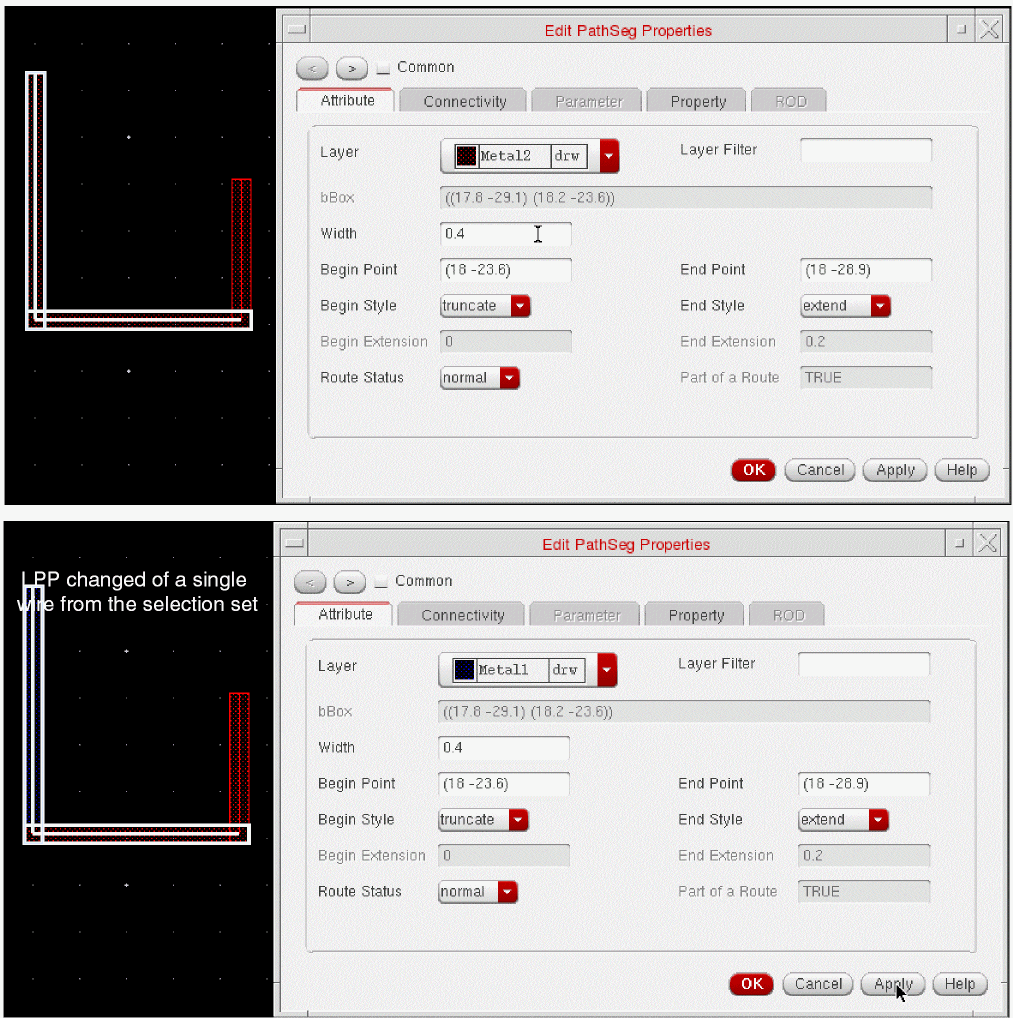 Edit PathSeg Properties
< > Common
Attribute Connectivity Parameter Property ROD
Layer Metal2 drw Layer Filter
bBox ((17.8 -29.1) (18.2 -23.6))
Width 0.4
Begin Point (18 -23.6) End Point (18 -28.9)
Begin Style truncate End Style extend
Begin Extension 0 End Extension 0.2
Route Status normal Part of a Route TRUE
OK Cancel Apply Help
Edit PathSeg Properties
LPP changed of a single
wire from the selection set
< > Common
Attribute Connectivity Parameter Property ROD
Layer Metal1 drw Layer Filter
bBox ((17.8 -29.1) (18.2 -23.6))
Width 0.4
Begin Point (18 -23.6) End Point (18 -28.9)
Begin Style truncate End Style extend
Begin Extension 0 End Extension 0.2
Route Status normal Part of a Route TRUE
OK Cancel Apply Help